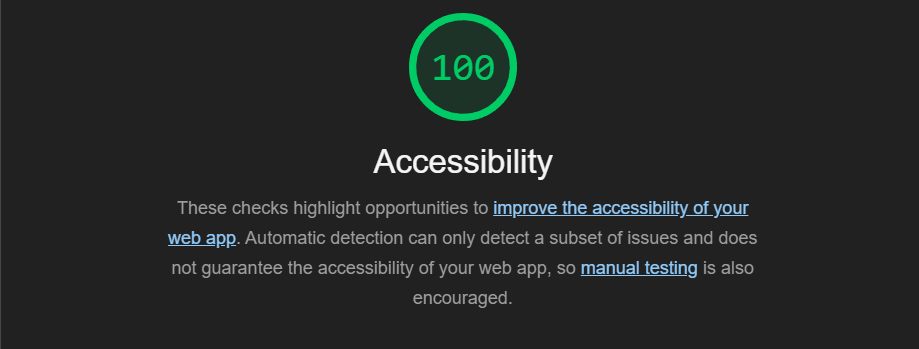 100
Accessibility
These checks highlight opportunities to improve the accessibility of your
web app. Automatic detection can only detect a subset of issues and does
not guarantee the accessibility of your web app, so manual testing is also
encouraged.